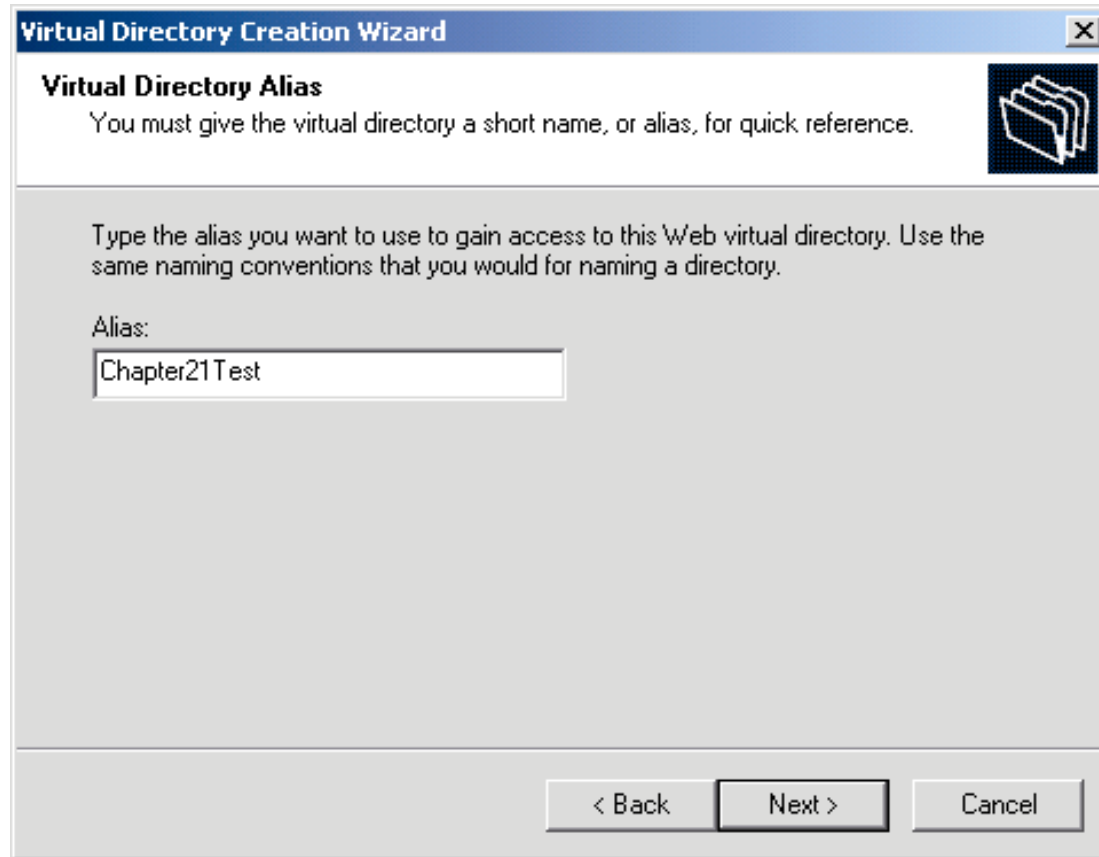 Virtual Directory Creation Wizard
Virtual Directory Alias
You must give the virtual directory a short name, or alias, for quick reference.
Type the alias you want to use to gain access to this Web virtual directory. Use the
same naming conventions that you would for naming a directory.
Alias:
Chapter21Test
< Back Next > Cancel